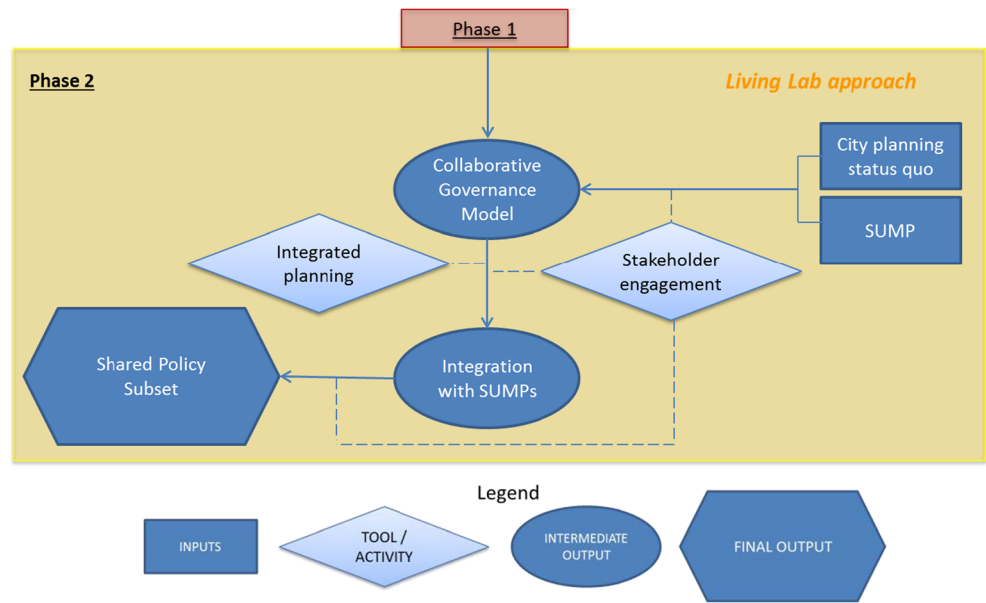 Phase 1
Phase 2
Living Lab approach
City planning
status quo
Collaborative
Governance
Model
SUMP
Integrated
planning
Stakeholder
engagement
Shared Policy
Subset
Integration
with SUMPs
Legend
INPUTS
TOOL /
ACTIVITY
INTERMEDIATE
OUTPUT
FINAL OUTPUT